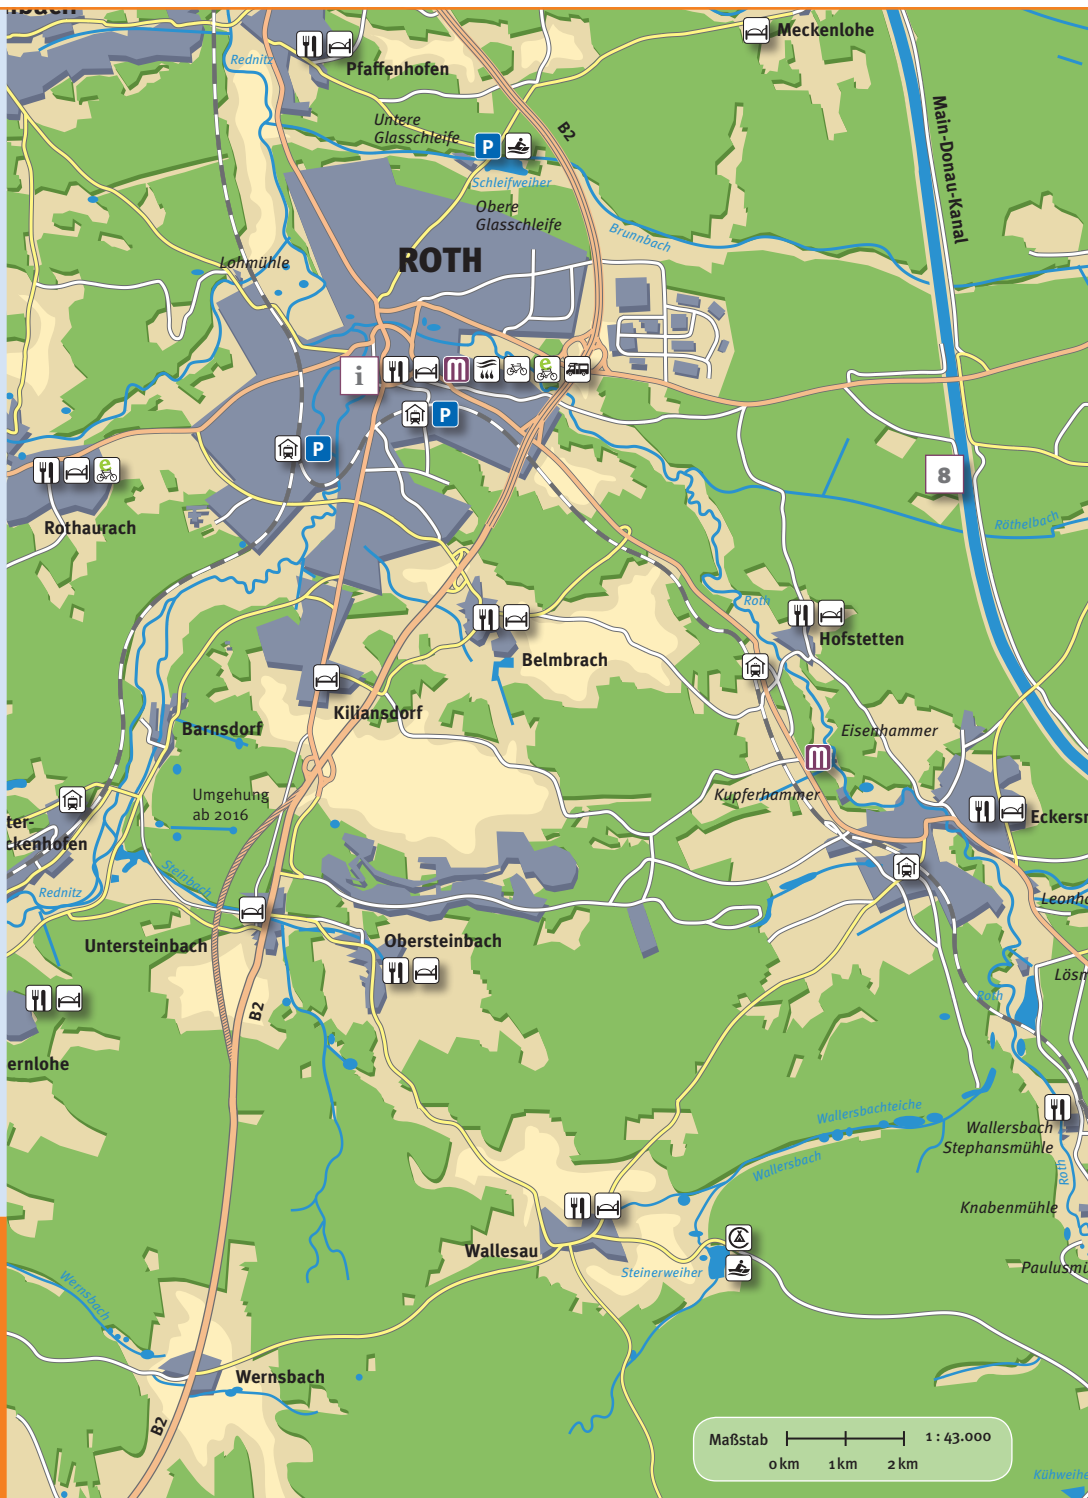 Meckenlohe
Rednitz
Pfaffenhofen
Untere
Glasschleife
B2
Main-Donau-Kanal
P
Schleifweiher
Obere
Glasschleife
Brunnbach
ROTH
Lohmühle
i
m
e
P
P
e
8
Rothaurach
Röthelbach
Roth
Hofstetten
Belmbrach
Kiliansdorf
Barnsdorf
Eisenhammer
m
Umgehung
ab 2016
Kupferhammer
Eckersm
ter-
ckenhofen
Steinbach
Rednitz
Leonha
Untersteinbach
Obersteinbach
Lösm
B2
Roth
ernlohe
Wallersbachteiche
Wallersbach
Stephansmühle
Wallersbach
Roth
Knabenmühle
Wallesau
Steinerweiher
Paulusmü
Wernsbach
Wernsbach
B2
Maßstab 1 : 43.000
0 km 1 km 2 km
Kühweihe